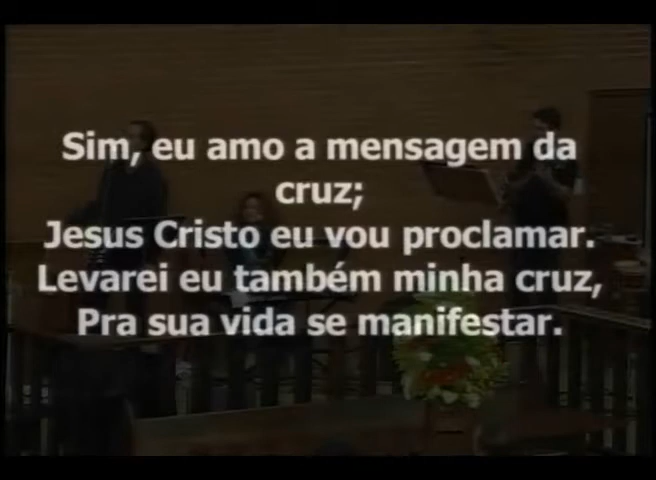 Sim, eu amo a mensagem da
cruz;
Jesus Cristo eu vou proclamar.
Levarei eu também minha cruz,
Pra sua vida se manifestar.